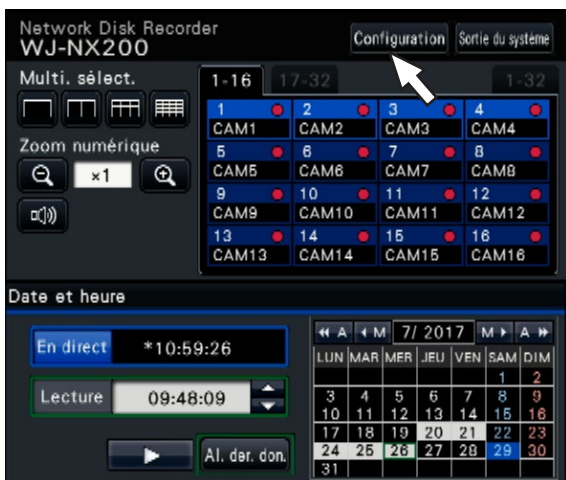 Network Disk Recorder
WJ-NX200
Configuration
Sortie du système
Multi. sélect.
1-16
17-32
1-32
1 2 3 4
CAM1 CAM2 CAM3 CAM4
5 6 7 8
CAM5 CAM6 CAM7 CAM8
9 10 11 12
CAM9 CAM10 CAM11 CAM12
13 14 15 16
CAM13 CAM14 CAM15 CAM16
Zoom numérique
×1
Date et heure
En direct *10:59:26
Lecture 09:48:09
Al. der. don.
A M 7/ 2017 M A
LUN MAR MER JEU VEN SAM DIM
1 2
3 4 5 6 7 8 9
10 11 12 13 14 15 16
17 18 19 20 21 22 23
24 25 26 27 28 29 30
31